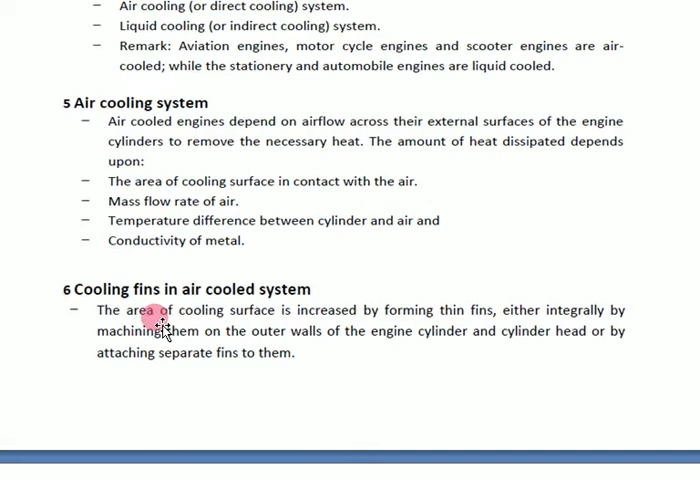 – Air cooling (or direct cooling) system.
– Liquid cooling (or indirect cooling) system.
– Remark: Aviation engines, motor cycle engines and scooter engines are air-
cooled; while the stationery and automobile engines are liquid cooled.
5 Air cooling system
– Air cooled engines depend on airflow across their external surfaces of the engine
cylinders to remove the necessary heat. The amount of heat dissipated depends
upon:
– The area of cooling surface in contact with the air.
– Mass flow rate of air.
– Temperature difference between cylinder and air and
– Conductivity of metal.
6 Cooling fins in air cooled system
– The area of cooling surface is increased by forming thin fins, either integrally by
machining them on the outer walls of the engine cylinder and cylinder head or by
attaching separate fins to them.